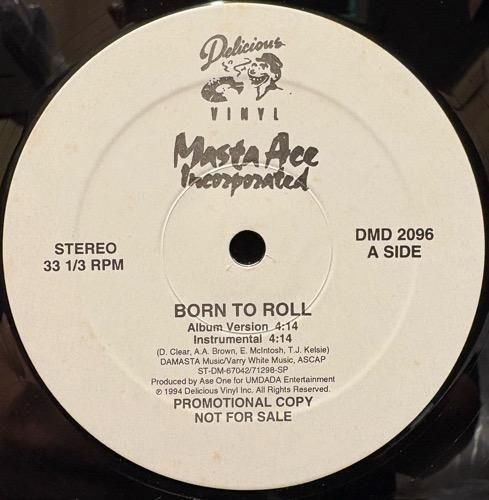 Delicious
VINYL
Masta Ace
Incorporated
STEREO
33 1/3 RPM
DMD 2096
A SIDE
BORN TO ROLL
Album Version 4:14
Instrumental 4:14
(D. Clear, A.A. Brown, E. McIntosh, T.J. Kelsie)
DAMASTA Music/Varry White Music, ASCAP
ST-DM-67042/71298-SP
Produced by Ase One for UMDADA Entertainment
℗ 1994 Delicious Vinyl Inc. All Rights Reserved.
PROMOTIONAL COPY
NOT FOR SALE